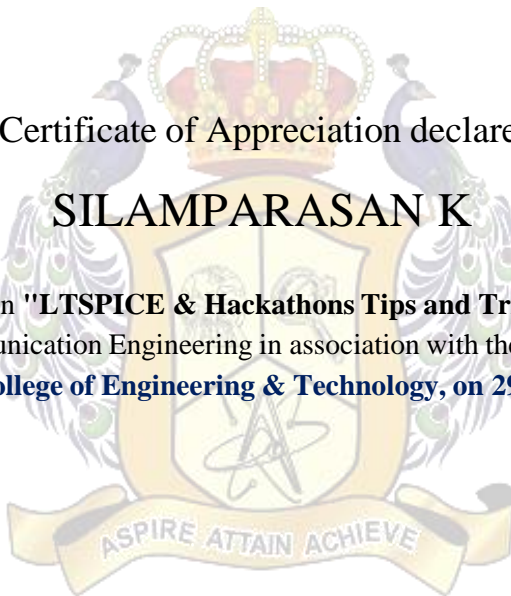 Certificate of Appreciation declare
SILAMPARASAN K
n "LTSPICE & Hackathons Tips and Tr
unication Engineering in association with the
ollege of Engineering & Technology, on 29
ASPIRE ATTAIN ACHIEVE